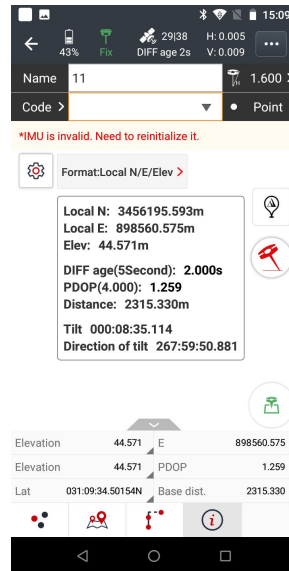 15:09
29|38 H: 0.005
43% Fix DIFF age 2s V: 0.009
Name 11 1.600
Code > Point
*IMU is invalid. Need to reinitialize it.
Format:Local N/E/Elev >
Local N: 3456195.593m
Local E: 898560.575m
Elev: 44.571m
DIFF age(5Second): 2.000s
PDOP(4.000): 1.259
Distance: 2315.330m
Tilt 000:08:35.114
Direction of tilt 267:59:50.881
Elevation 44.571 E 898560.575
Elevation 44.571 PDOP 1.259
Lat 031:09:34.50154N Base dist. 2315.330